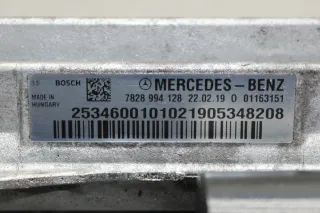 BOSCH MERCEDES-BENZ
MADE IN
HUNGARY
7828 994 128 22.02.19 0 01163151
2534600101021905348208